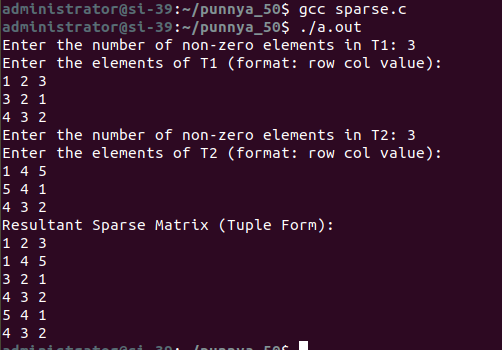 administrator@si-39:~/punnya_50$ gcc sparse.c
administrator@si-39:~/punnya_50$ ./a.out
Enter the number of non-zero elements in T1: 3
Enter the elements of T1 (format: row col value):
1 2 3
3 2 1
4 3 2
Enter the number of non-zero elements in T2: 3
Enter the elements of T2 (format: row col value):
1 4 5
5 4 1
4 3 2
Resultant Sparse Matrix (Tuple Form):
1 2 3
1 4 5
3 2 1
4 3 2
5 4 1
4 3 2
administrator@si-39:~/punnya_50$